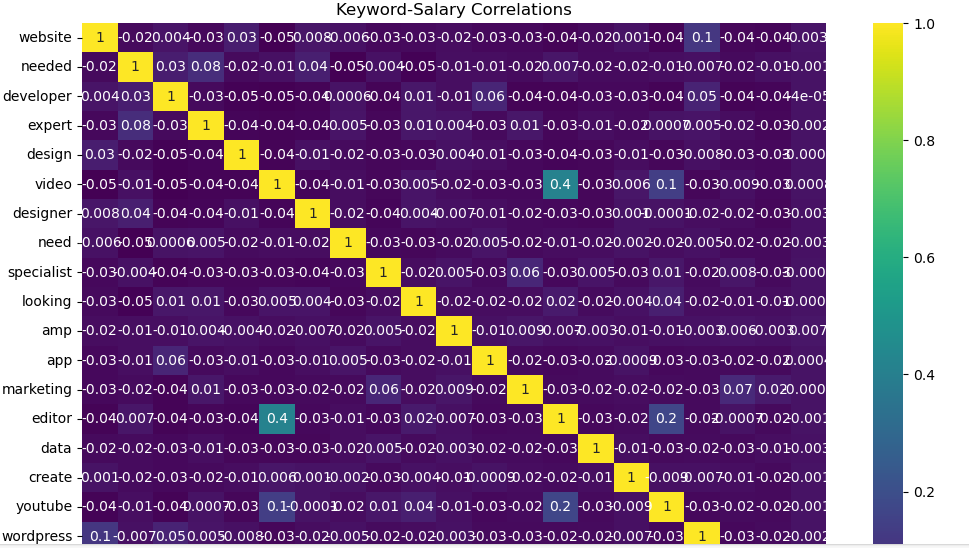 Keyword-Salary Correlations
website 1 -0.02 0.004 -0.03 0.03 -0.05 0.008 0.006 -0.03 -0.03 -0.02 -0.03 -0.03 -0.04 -0.02 0.001 -0.04 0.1 -0.04 -0.04 0.003
needed -0.02 1 0.03 0.08 -0.02 -0.01 0.04 -0.05 -0.004 -0.05 -0.01 -0.01 -0.02 0.007 -0.02 -0.02 -0.01 -0.007 -0.02 -0.01 -0.001
developer 0.004 0.03 1 -0.03 -0.05 -0.05 -0.04 0.0006 -0.04 0.01 -0.01 0.06 -0.04 -0.04 -0.03 -0.03 -0.04 0.05 -0.04 -0.04 -4e-05
expert -0.03 0.08 -0.03 1 -0.04 -0.04 -0.04 0.005 -0.03 0.01 0.004 -0.03 0.01 -0.03 -0.01 -0.02 0.0007 0.005 -0.02 -0.03 -0.002
design 0.03 -0.02 -0.05 -0.04 1 -0.04 -0.01 -0.02 -0.03 -0.03 -0.004 -0.01 -0.03 -0.04 -0.03 -0.01 -0.03 -0.008 -0.03 -0.03
video -0.05 -0.01 -0.05 -0.04 -0.04 1 -0.04 -0.01 -0.03 0.005 -0.02 -0.03 -0.03 0.4 -0.03 0.006 0.1 -0.03 -0.009 -0.03 0.0008
designer 0.008 0.04 -0.04 -0.04 -0.01 -0.04 1 -0.02 -0.04 0.004 -0.007 -0.01 -0.02 -0.03 -0.03 0.001 -0.0001 -0.02 -0.02 -0.03 -0.003
need -0.006 -0.05 0.0006 0.005 -0.02 -0.01 -0.02 1 -0.03 -0.03 -0.02 0.005 -0.02 -0.01 -0.02 -0.002 -0.02 -0.005 -0.02 -0.02 -0.003
specialist -0.03 -0.004 -0.04 -0.03 -0.03 -0.03 -0.04 -0.03 1 -0.02 0.005 -0.03 0.06 -0.03 0.005 -0.03 0.01 -0.02 0.008 -0.03
looking -0.03 -0.05 0.01 0.01 -0.03 0.005 0.004 -0.03 -0.02 1 -0.02 -0.02 -0.02 0.02 -0.02 -0.004 0.04 -0.02 -0.01 -0.01
amp -0.02 -0.01 -0.01 0.004 -0.004 -0.02 -0.007 -0.02 0.005 -0.02 1 -0.01 0.009 -0.007 -0.003 -0.01 -0.01 -0.003 0.006 -0.003 0.007
app -0.03 -0.01 0.06 -0.03 -0.01 -0.03 -0.01 0.005 -0.03 -0.02 -0.01 1 -0.02 -0.03 -0.02 0.0009 -0.03 -0.03 -0.02 -0.02 0.0004
marketing -0.03 -0.02 -0.04 0.01 -0.03 -0.03 -0.02 -0.02 0.06 -0.02 0.009 -0.02 1 -0.03 -0.02 -0.02 -0.02 -0.03 0.07 0.02
editor -0.04 0.007 -0.04 -0.03 -0.04 0.4 -0.03 -0.01 -0.03 0.02 -0.007 -0.03 -0.03 1 -0.03 -0.02 0.2 -0.02 -0.0007 -0.02 -0.001
data -0.02 -0.02 -0.03 -0.01 -0.03 -0.03 -0.03 -0.02 0.005 -0.02 -0.003 -0.02 -0.02 -0.03 1 -0.01 -0.03 -0.02 -0.03 0.01 -0.003
create 0.001 -0.02 -0.03 -0.02 -0.01 0.006 0.001 -0.002 -0.03 -0.004 -0.01 0.0009 -0.02 -0.02 -0.01 1 -0.009 -0.007 -0.01 -0.02 -0.001
youtube -0.04 -0.01 -0.04 0.0007 -0.03 0.1 -0.0001 -0.02 0.01 0.04 -0.01 -0.03 -0.02 0.2 -0.03 -0.009 1 -0.03 -0.02 -0.02 -0.001
wordpress 0.1 -0.007 0.05 0.005 -0.008 -0.03 -0.02 -0.005 -0.02 -0.02 -0.003 -0.03 -0.03 -0.02 -0.02 -0.007 -0.03 1 -0.03 -0.02 -0.002
1.0
0.8
0.6
0.4
0.2